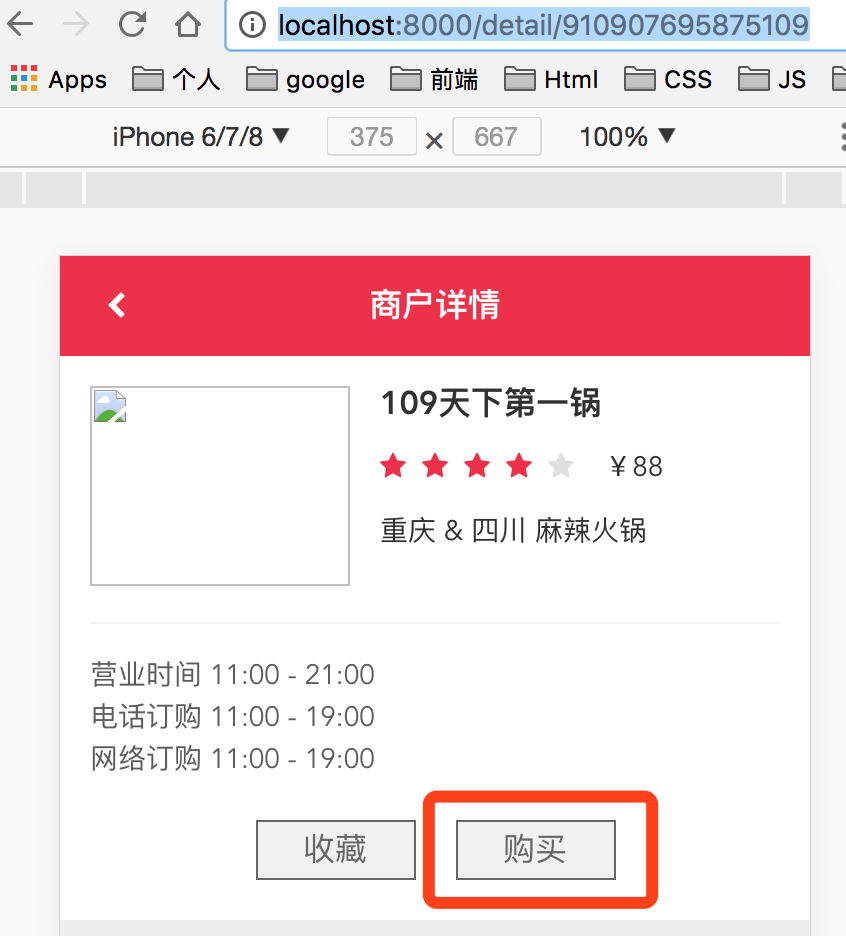 localhost:8000/detail/910907695875109
Apps 个人 google 前端 Html CSS JS
iPhone 6/7/8 375 × 667 100%
商户详情
109天下第一锅
¥ 88
重庆 & 四川 麻辣火锅
营业时间 11:00 - 21:00
电话订购 11:00 - 19:00
网络订购 11:00 - 19:00
收藏 购买